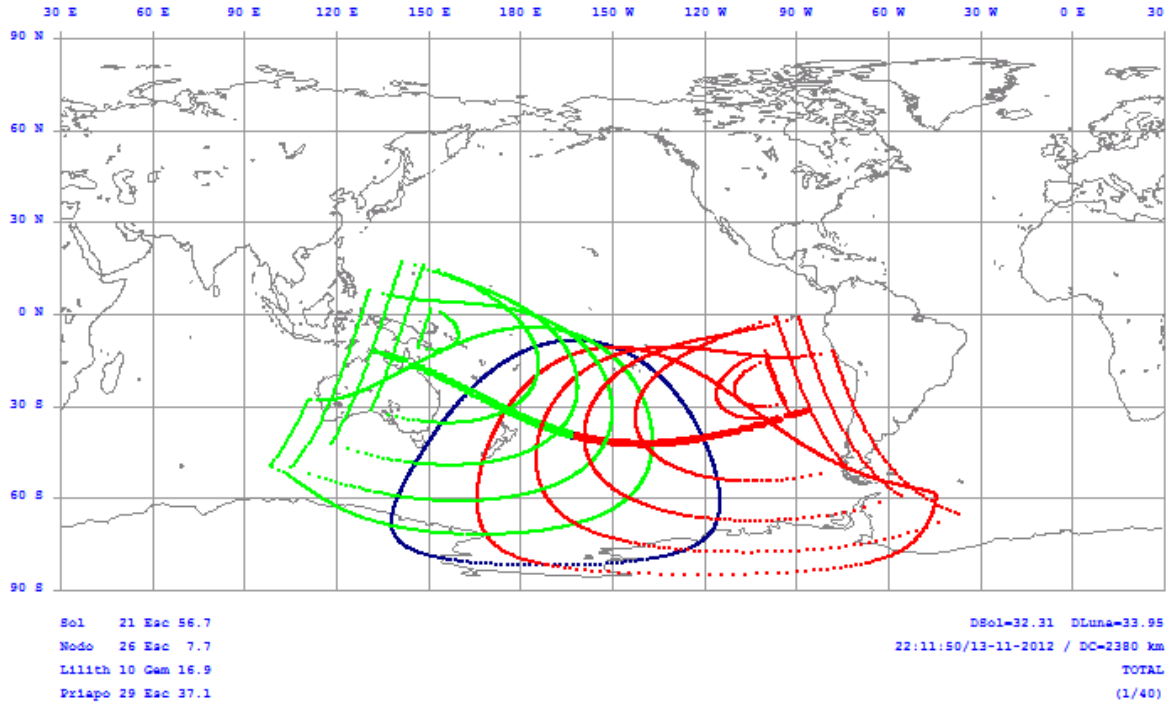 30 E 60 E 90 E 120 E 150 E 180 E 150 W 120 W 90 W 60 W 30 W 0 E 30
90 N
60 N
30 N
0 N
30 S
60 S
90 S
Sol 21 Esc 56.7
Nodo 26 Esc 7.7
Lilith 10 Gem 16.9
Priapo 29 Esc 37.1
DSol=32.31 DLuna=33.95
22:11:50/13-11-2012 / DC=2380 km
TOTAL
(1/40)